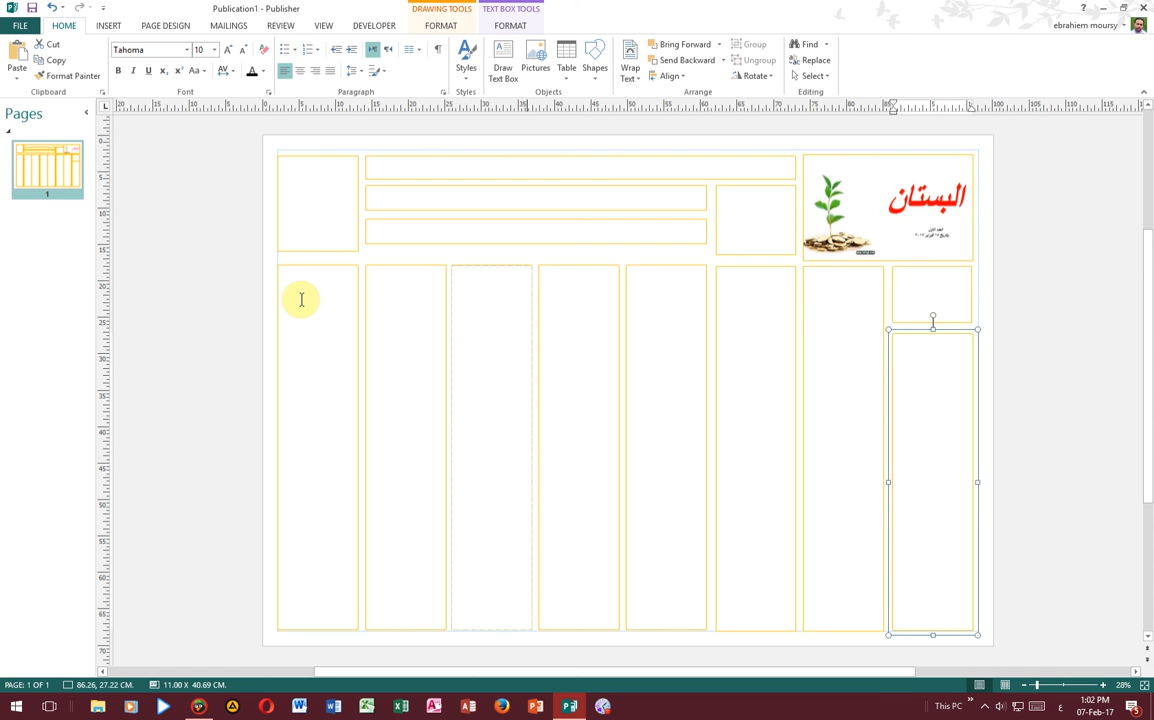 Publication1 - Publisher
DRAWING TOOLS
TEXT BOX TOOLS
FILE
HOME
INSERT
PAGE DESIGN
MAILINGS
REVIEW
VIEW
DEVELOPER
FORMAT
FORMAT
ebrahiem moursy
Paste
Cut
Copy
Format Painter
Clipboard
Tahoma
10
Font
Paragraph
Styles
Styles
Draw
Text Box
Pictures
Table
Shapes
Objects
Wrap
Text
Bring Forward
Send Backward
Align
Group
Ungroup
Rotate
Arrange
Find
Replace
Select
Editing
Pages
1
البستان
PAGE: 1 OF 1
86.26, 27.22 CM.
11.00 X 40.69 CM.
28%
This PC
1:02 PM
07-Feb-17